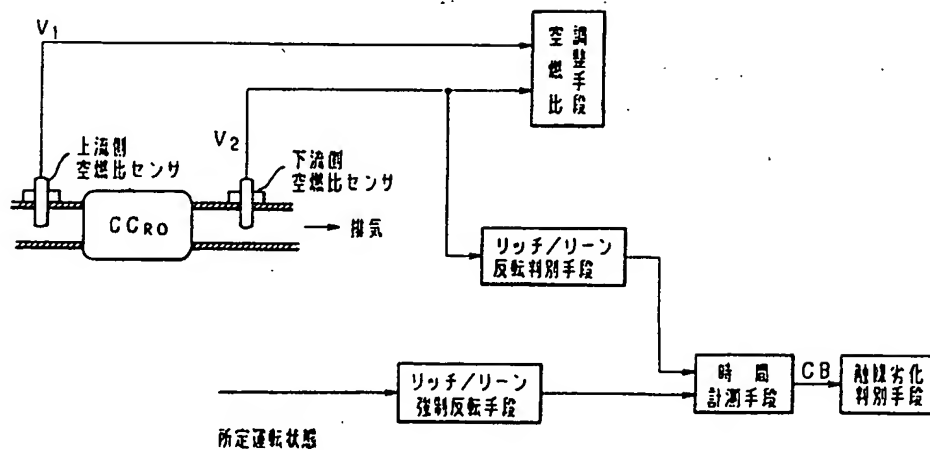 V1
空燃比
調整手段
V2
上流側
空燃比センサ
下流側
空燃比センサ
CCRO
排気
リッチ/リーン
反転判別手段
リッチ/リーン
強制反転手段
時間
計測手段
CB
触媒劣化
判別手段
所定運転状態